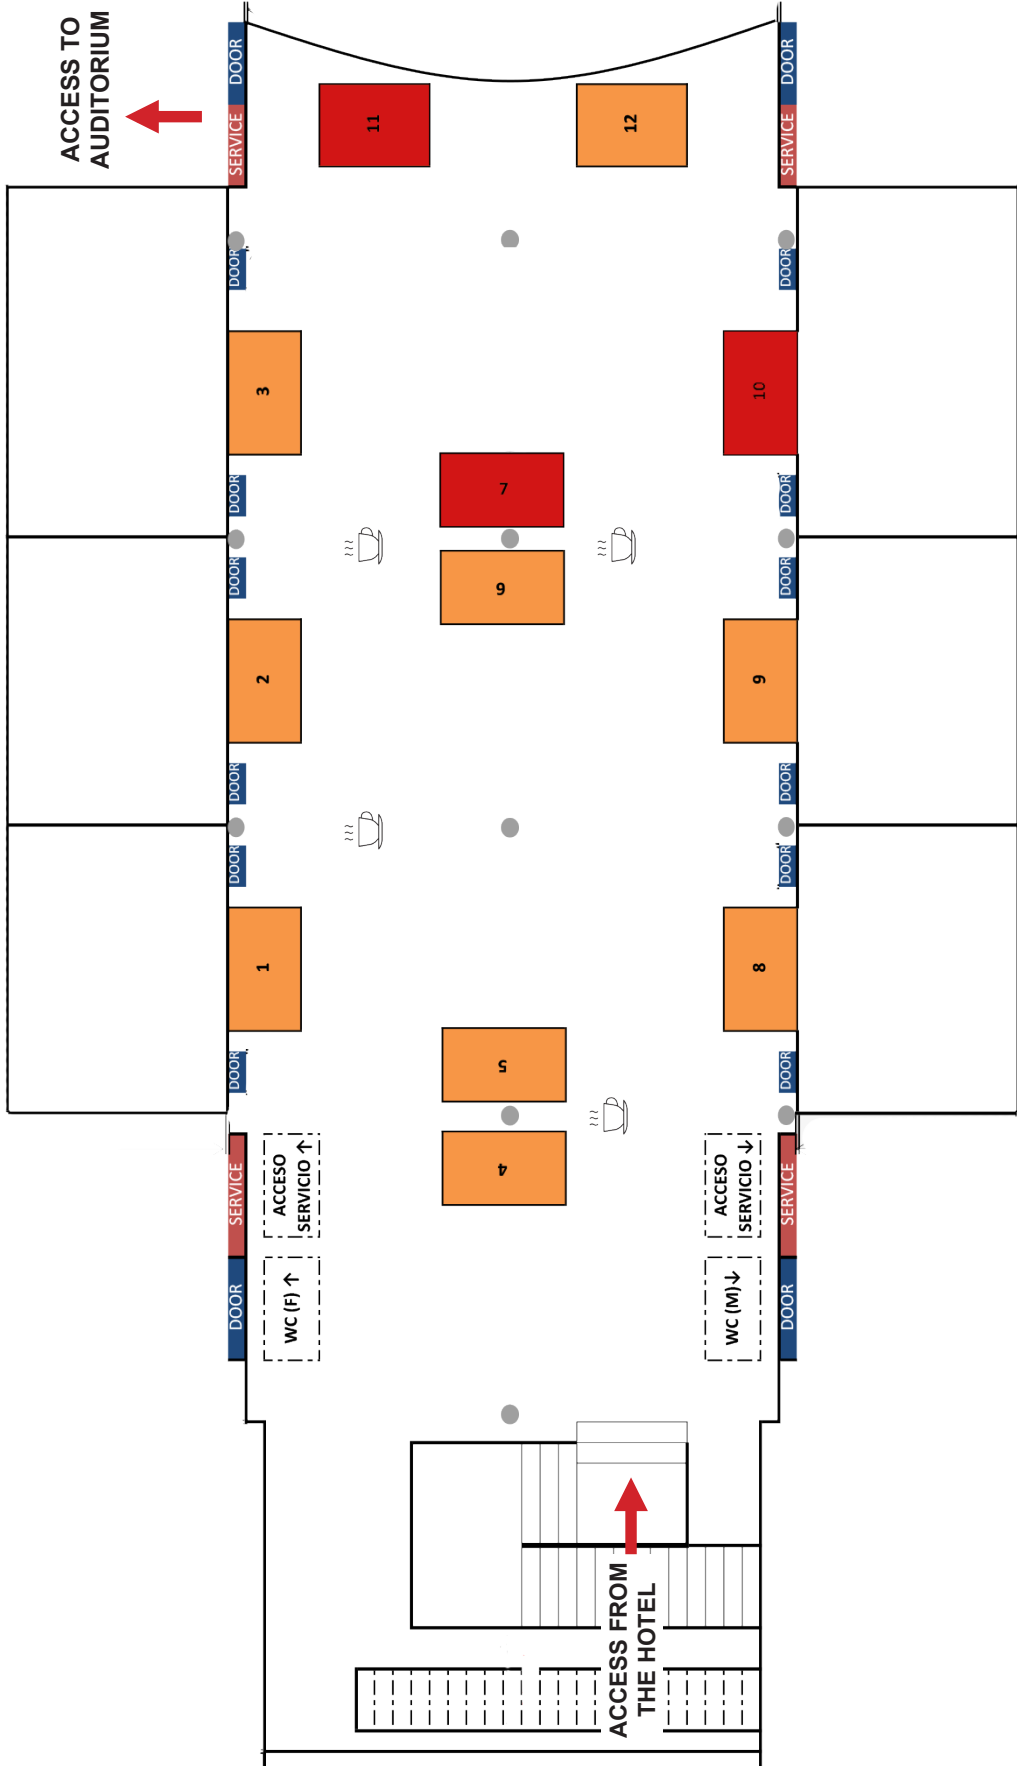 ACCESS TO
AUDITORIUM
DOOR
SERVICE
DOOR
SERVICE
11
12
DOOR
DOOR
3
10
DOOR
DOOR
7
6
DOOR
DOOR
2
9
DOOR
DOOR
DOOR
DOOR
1
8
5
DOOR
DOOR
4
SERVICE
ACCESO
SERVICIO ↑
ACCESO
SERVICIO ↓
SERVICE
DOOR
WC (F) ↑
WC (M)↓
DOOR
ACCESS FROM
THE HOTEL